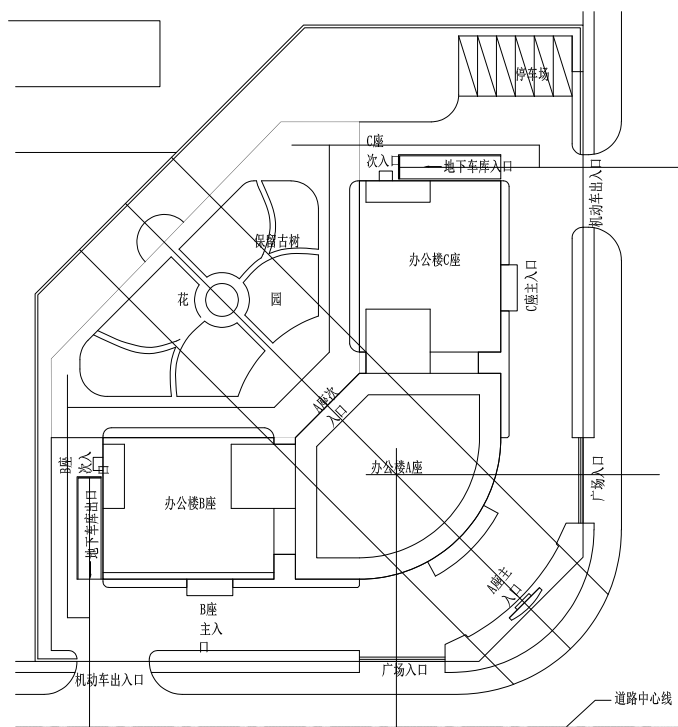 停车场
C座
次入口
地下车库入口
机动车出入口
保留古树
办公楼C座
花 园
C座主入口
A座次
入口
办公楼A座
B座
次入口
广场入口
办公楼B座
地下车库出口
A座主
入口
B座
主入
口
广场入口
机动车出入口
道路中心线